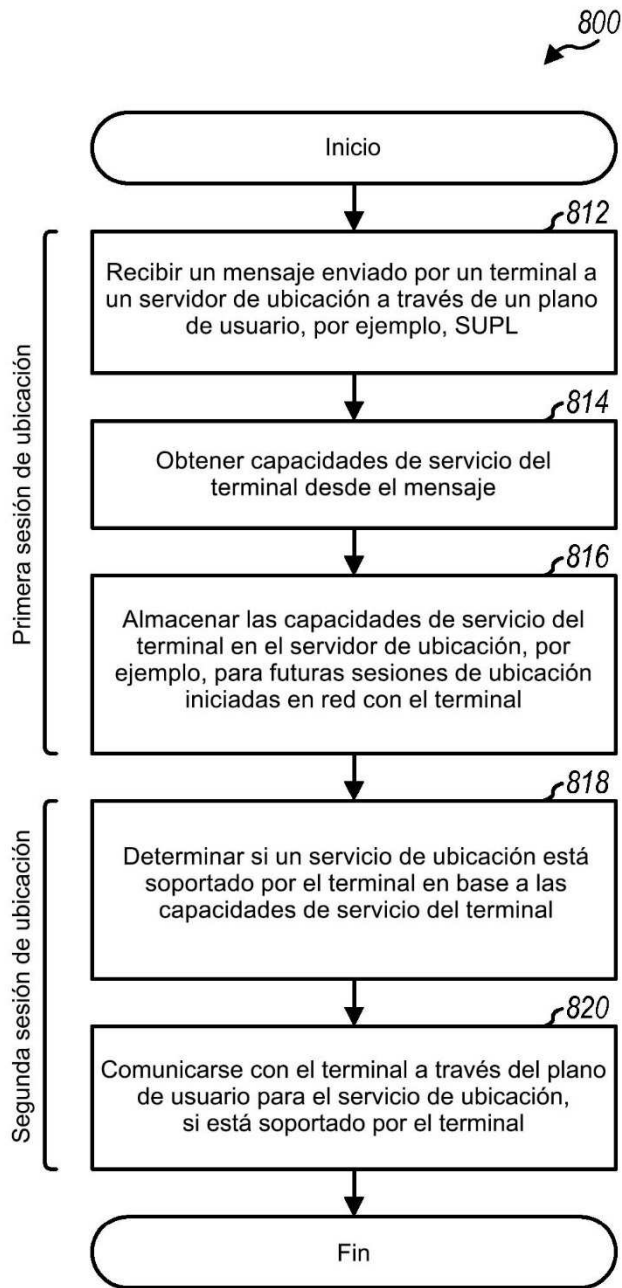 800
Inicio
812
Recibir un mensaje enviado por un terminal a
un servidor de ubicación a través de un plano
de usuario, por ejemplo, SUPL
814
Obtener capacidades de servicio del
terminal desde el mensaje
816
Almacenar las capacidades de servicio del
terminal en el servidor de ubicación, por
ejemplo, para futuras sesiones de ubicación
iniciadas en red con el terminal
Primera sesión de ubicación
818
Determinar si un servicio de ubicación está
soportado por el terminal en base a las
capacidades de servicio del terminal
820
Comunicarse con el terminal a través del plano
de usuario para el servicio de ubicación,
si está soportado por el terminal
Segunda sesión de ubicación
Fin